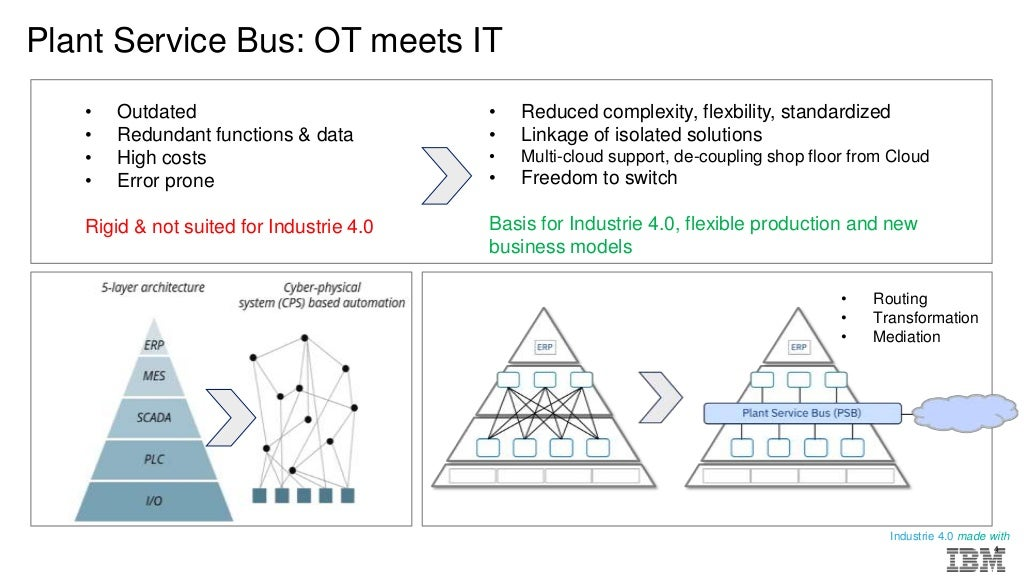 Plant Service Bus: OT meets IT
• Outdated
• Redundant functions & data
• High costs
• Error prone
Rigid & not suited for Industrie 4.0
• Reduced complexity, flexbility, standardized
• Linkage of isolated solutions
• Multi-cloud support, de-coupling shop floor from Cloud
• Freedom to switch
Basis for Industrie 4.0, flexible production and new
business models
5-layer architecture
ERP
MES
SCADA
PLC
I/O
Cyber-physical
system (CPS) based automation
ERP
ERP
Plant Service Bus (PSB)
• Routing
• Transformation
• Mediation
Industrie 4.0 made with
4
IBM